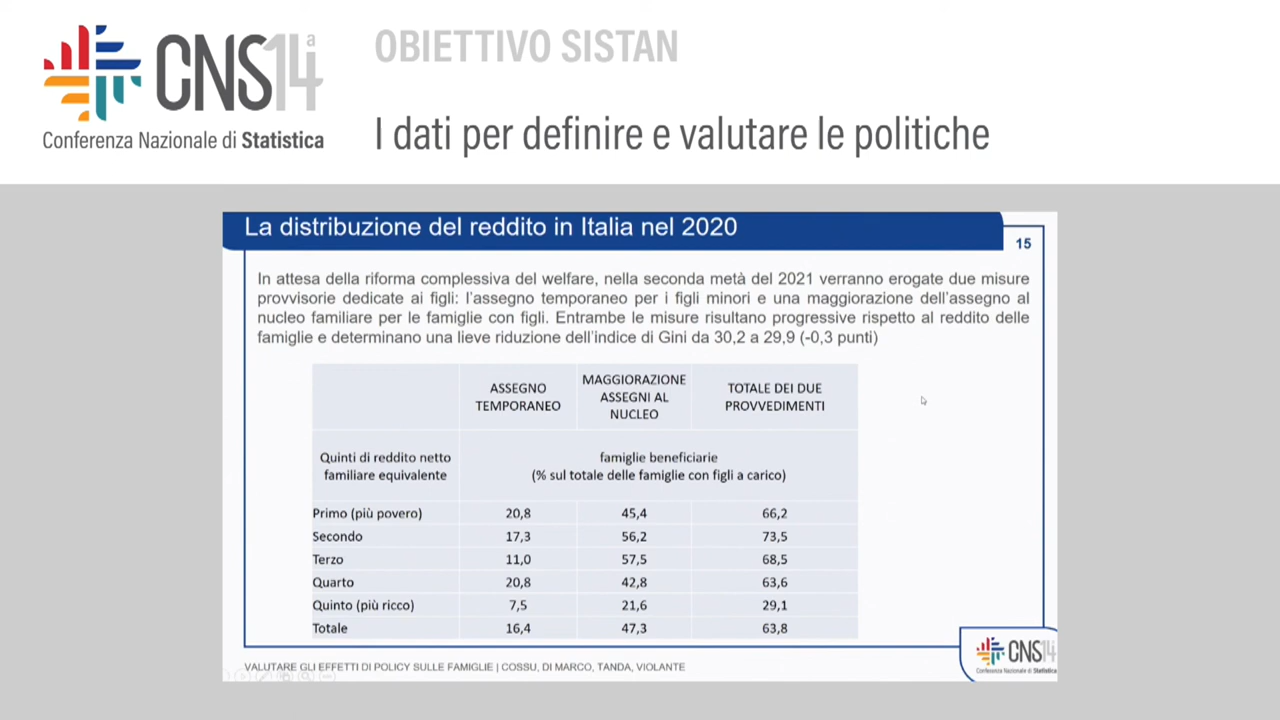 CNS14a
Conferenza Nazionale di Statistica
OBIETTIVO SISTAN
I dati per definire e valutare le politiche
La distribuzione del reddito in Italia nel 2020
15
In attesa della riforma complessiva del welfare, nella seconda metà del 2021 verranno erogate due misure
provvisorie dedicate ai figli: l'assegno temporaneo per i figli minori e una maggiorazione dell'assegno al
nucleo familiare per le famiglie con figli. Entrambe le misure risultano progressive rispetto al reddito delle
famiglie e determinano una lieve riduzione dell'indice di Gini da 30,2 a 29,9 (-0,3 punti)
ASSEGNO TEMPORANEO MAGGIORAZIONE ASSEGNI AL NUCLEO TOTALE DEI DUE PROVVEDIMENTI
Quinti di reddito netto familiare equivalente famiglie beneficiarie (% sul totale delle famiglie con figli a carico)
Primo (più povero) 20,8 45,4 66,2
Secondo 17,3 56,2 73,5
Terzo 11,0 57,5 68,5
Quarto 20,8 42,8 63,6
Quinto (più ricco) 7,5 21,6 29,1
Totale 16,4 47,3 63,8
VALUTARE GLI EFFETTI DI POLICY SULLE FAMIGLIE | COSSU, DI MARCO, TANDA, VIOLANTE
CNS14
Conferenza Nazionale di Statistica